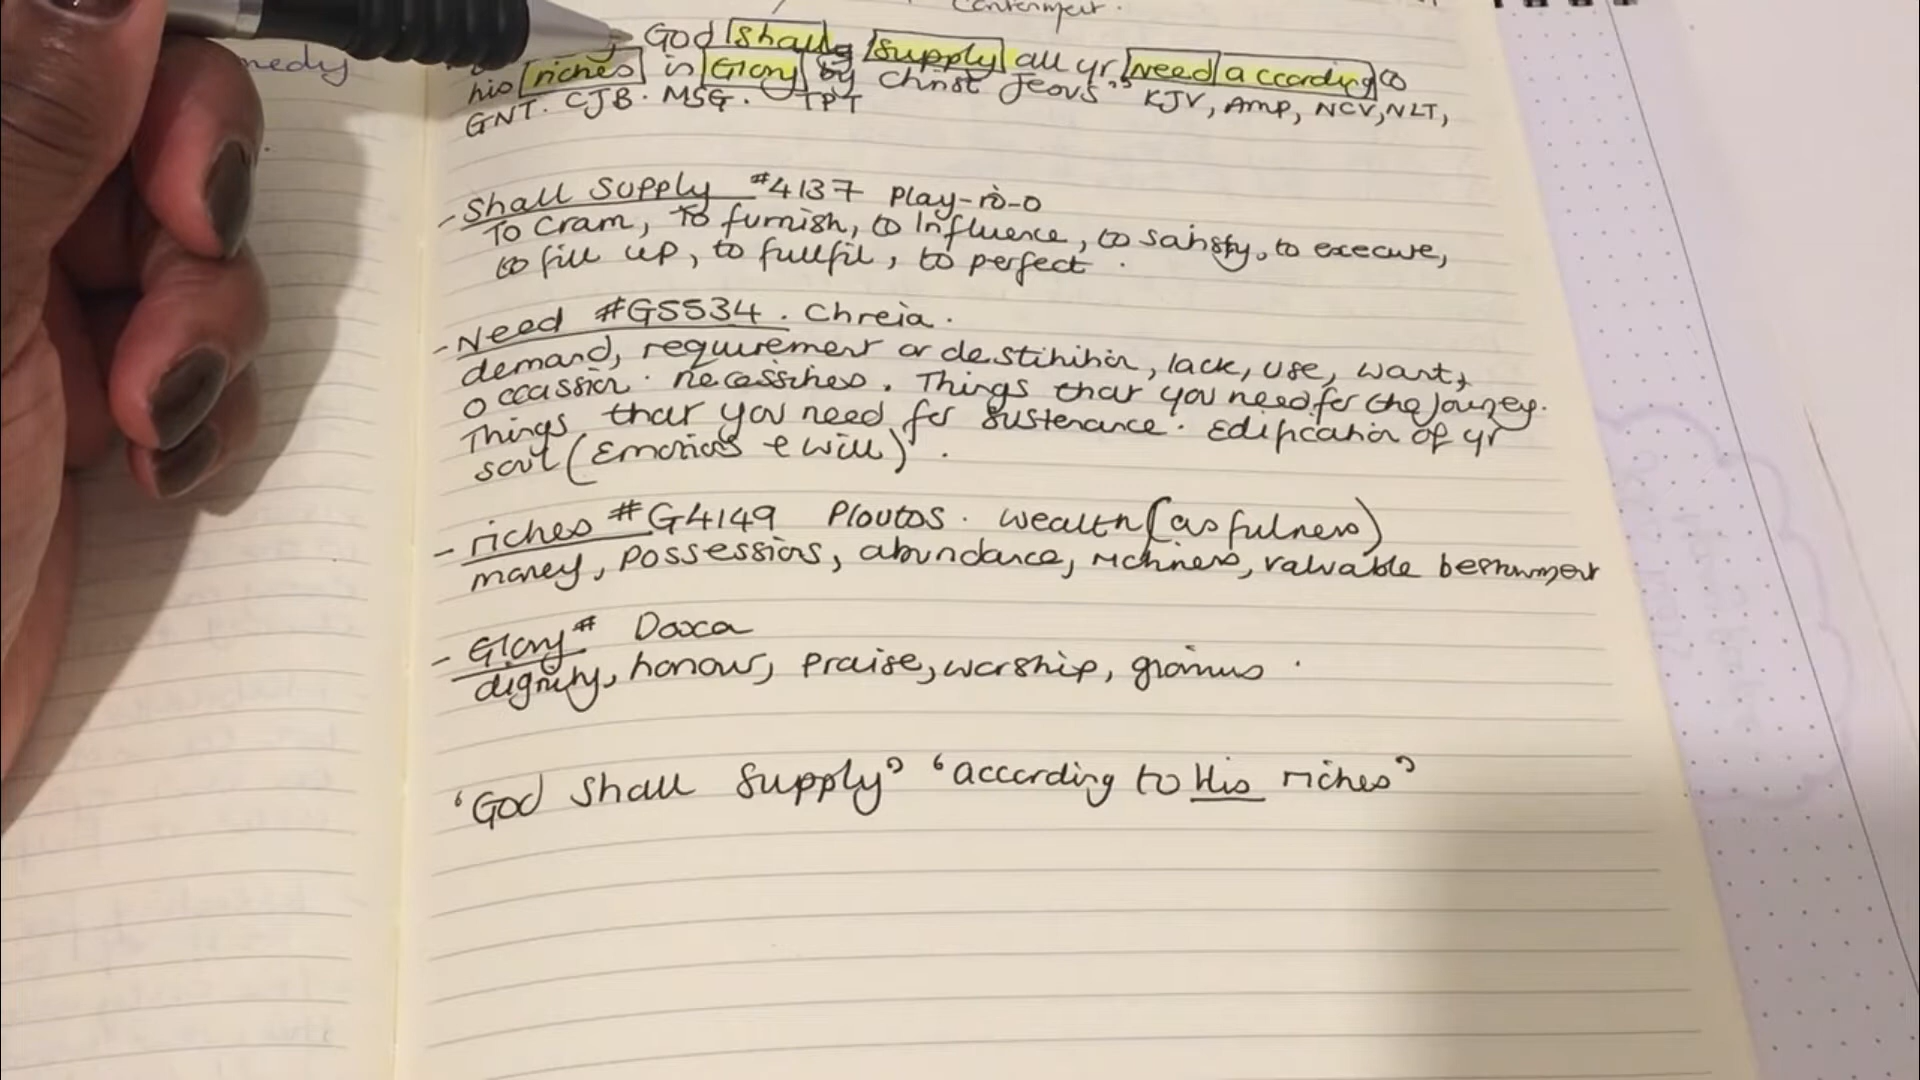 Contenment.
God shall supply all yr need according to
his riches in Glory by Christ Jesus" KJV, Amp, NCV, NLT,
GNT. CJB. MSG. TPT
nedy
- Shall Supply #4137 Play-rò-o
To Cram, To furnish, to Influence, to satisfy, to execute,
to fill up, to fullfil, to perfect.
- Need #G5534. Chreia.
demand, requirement or destinition, lack, use, want,
occassion. necessities. Things that you need for the Journey.
Things that you need for sustenance. Edification of yr
soul (Emotions & will).
- riches #G4149 Ploutos. wealth (as fulness)
money, possessions, abundance, richness, valuable bestowment
- Glory # Doxa
dignity, honour, praise, worship,
'God Shall Supply' 'according to His riches'